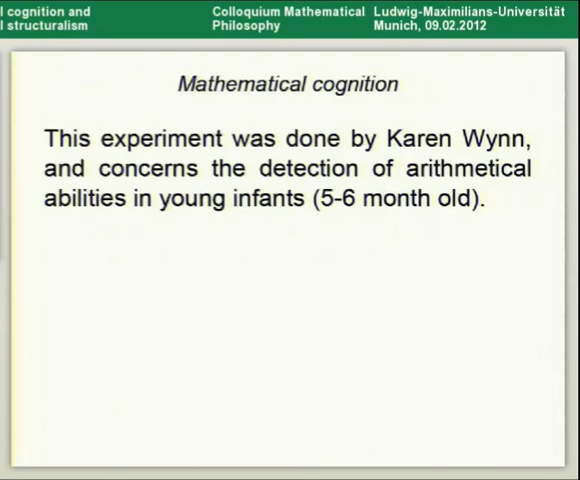 l cognition and
l structuralism
Colloquium Mathematical
Philosophy
Ludwig-Maximilians-Universität
Munich, 09.02.2012
Mathematical cognition
This experiment was done by Karen Wynn,
and concerns the detection of arithmetical
abilities in young infants (5-6 month old).